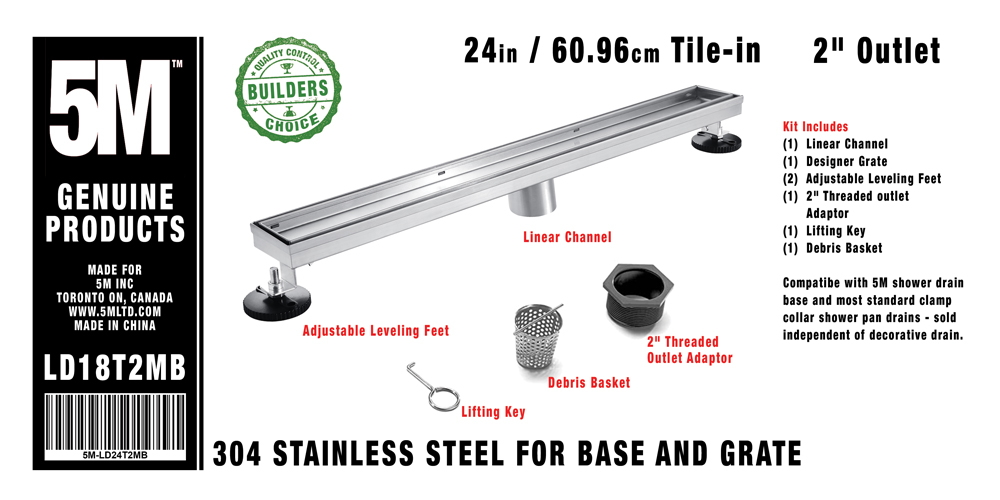 5M™
GENUINE
PRODUCTS
MADE FOR
5M INC
TORONTO ON, CANADA
WWW.5MLTD.COM
MADE IN CHINA
LD18T2MB
5M-LD24T2MB
QUALITY CONTROL
BUILDERS
CHOICE
24in / 60.96cm Tile-in
2" Outlet
Linear Channel
Adjustable Leveling Feet
Lifting Key
Debris Basket
2" Threaded
Outlet Adaptor
Kit Includes
(1) Linear Channel
(1) Designer Grate
(2) Adjustable Leveling Feet
(1) 2" Threaded outlet
Adaptor
(1) Lifting Key
(1) Debris Basket
Compatibe with 5M shower drain
base and most standard clamp
collar shower pan drains - sold
independent of decorative drain.
304 STAINLESS STEEL FOR BASE AND GRATE